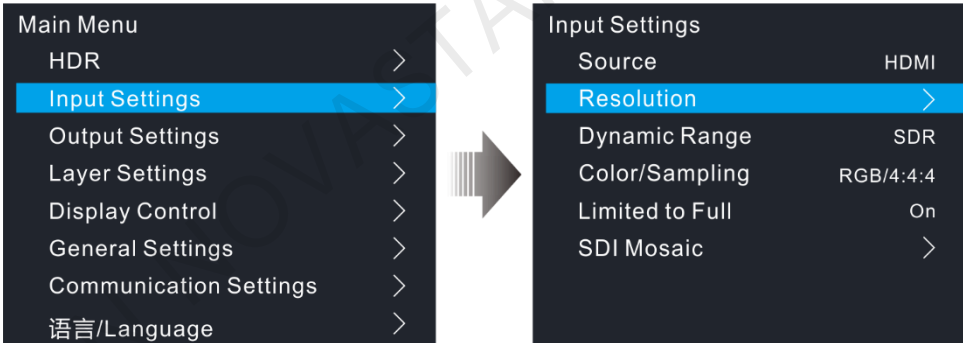 Main Menu
HDR
Input Settings
Output Settings
Layer Settings
Display Control
General Settings
Communication Settings
语言/Language
Input Settings
Source HDMI
Resolution
Dynamic Range SDR
Color/Sampling RGB/4:4:4
Limited to Full On
SDI Mosaic
NOVASTAR